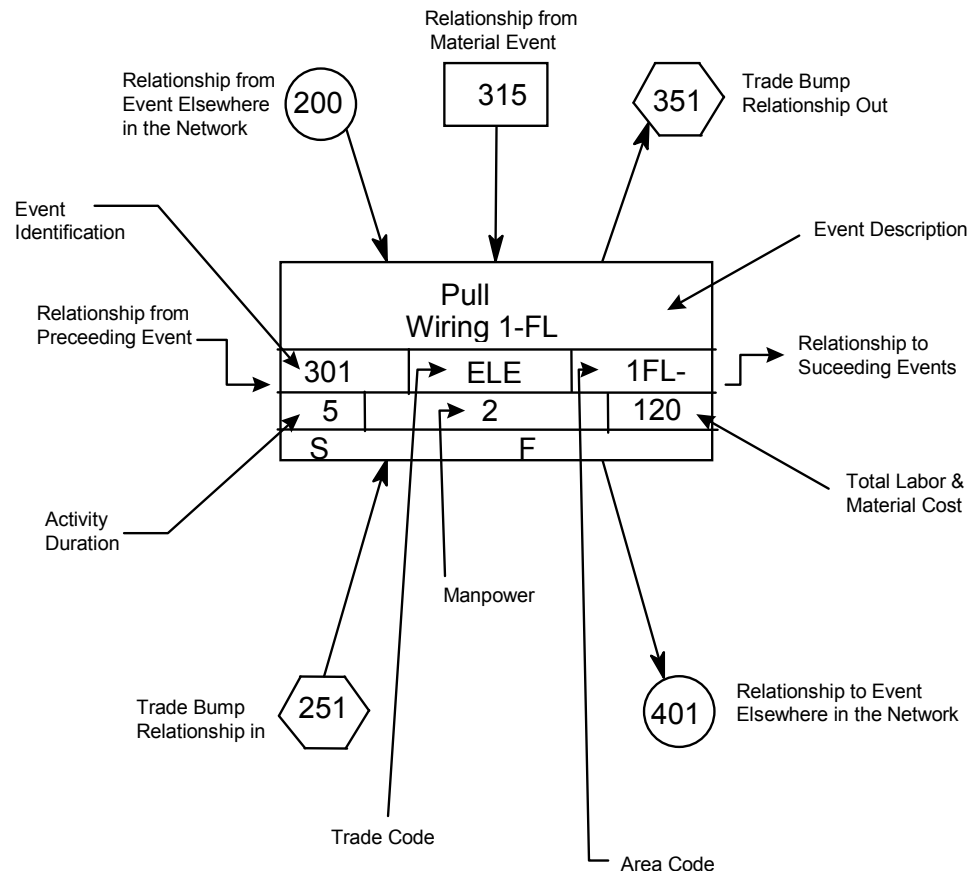 Relationship from
Material Event
Relationship from
Event Elsewhere
in the Network
200
315
351
Trade Bump
Relationship Out
Event
Identification
Event Description
Pull
Wiring 1-FL
Relationship from
Preceeding Event
301
ELE
1FL-
Relationship to
Suceeding Events
5
2
120
S
F
Total Labor &
Material Cost
Activity
Duration
Manpower
Trade Bump
Relationship in
251
401
Relationship to Event
Elsewhere in the Network
Trade Code
Area Code